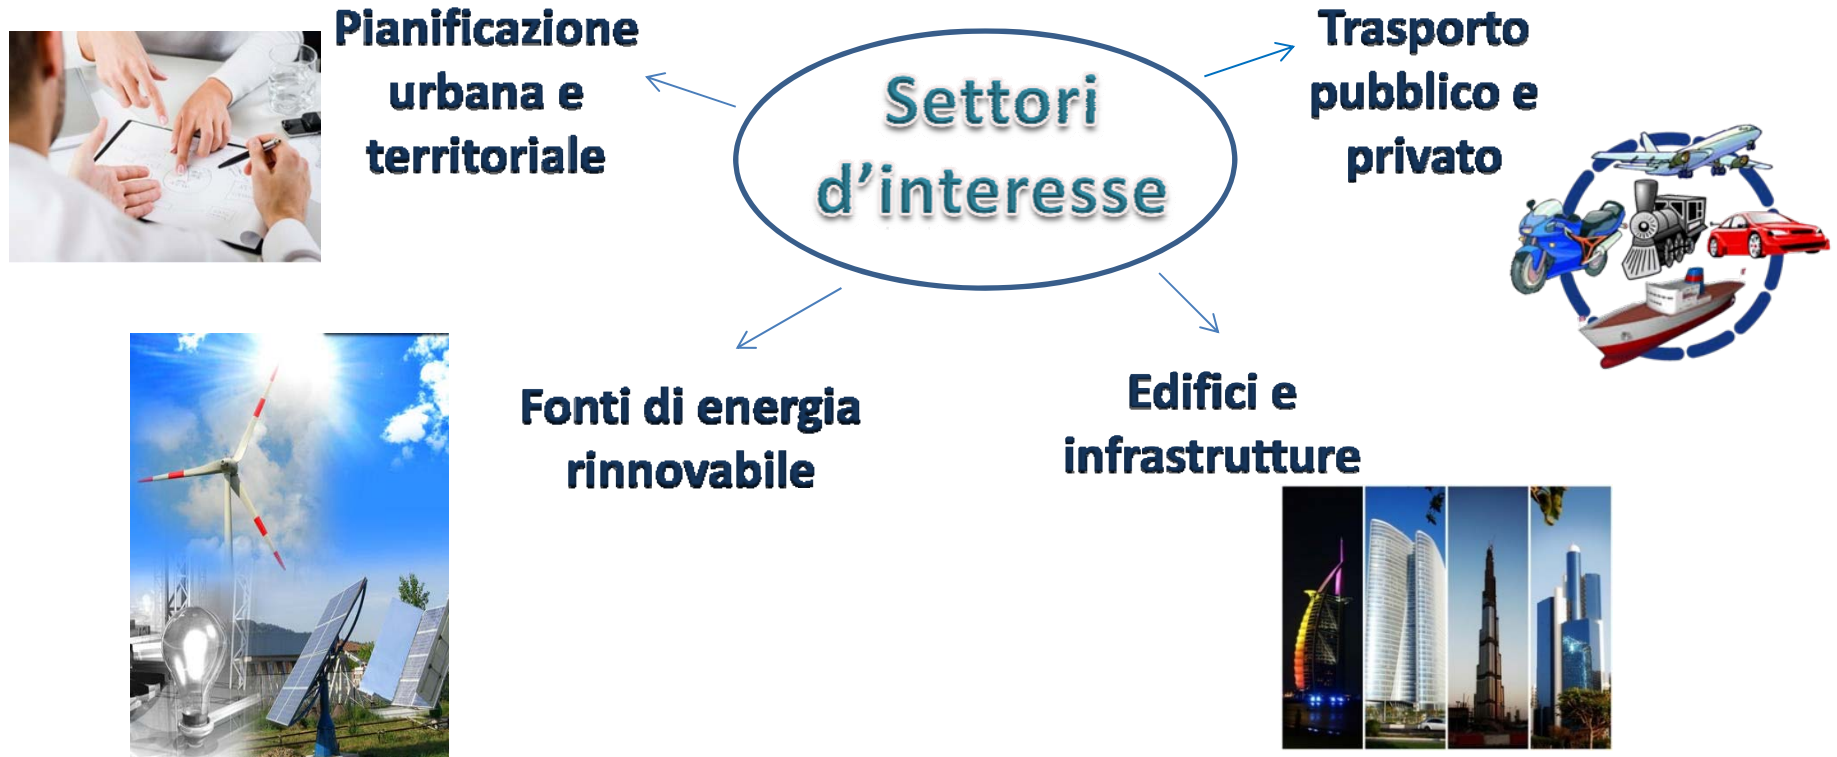 Pianificazione
urbana e
territoriale
Settori
d’interesse
Trasporto
pubblico e
privato
Fonti di energia
rinnovabile
Edifici e
infrastrutture